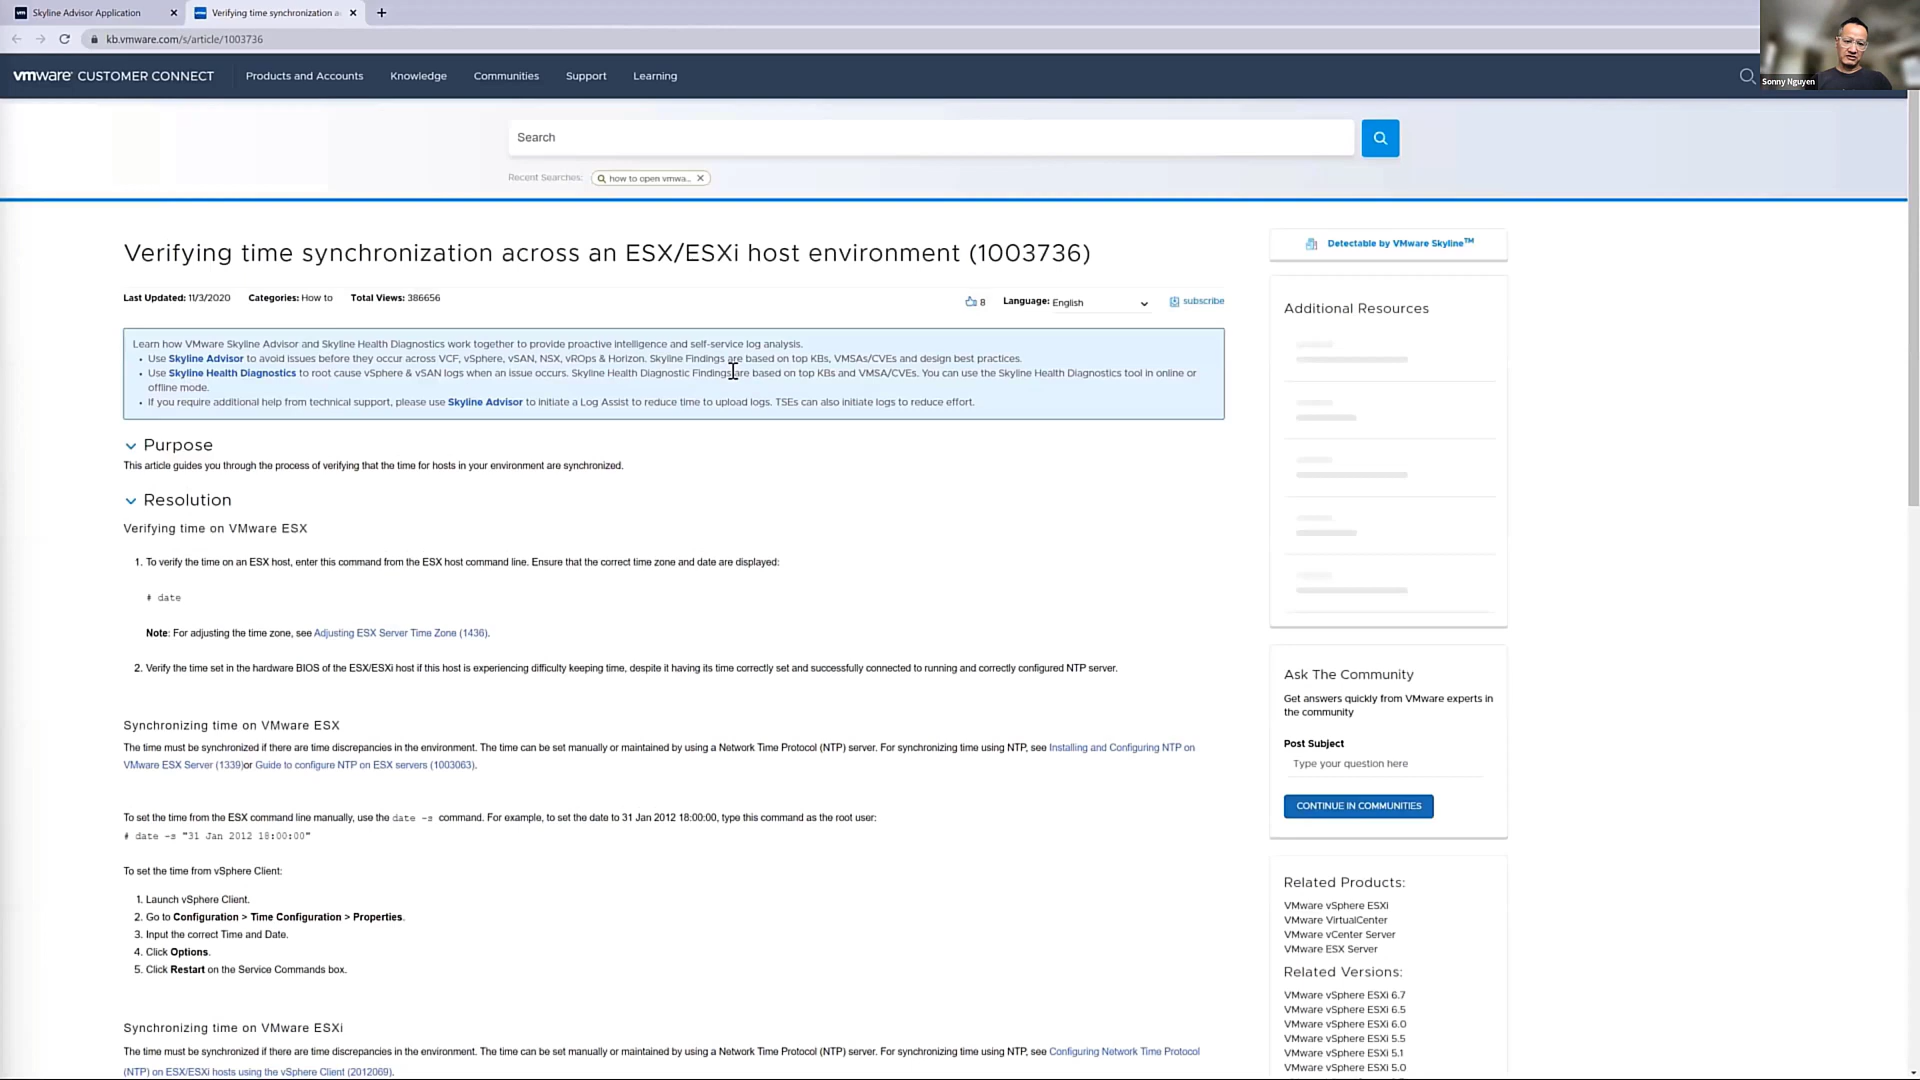 Skyline Advisor Application
Verifying time synchronization a
kb.vmware.com/s/article/1003736
vmware CUSTOMER CONNECT
Products and Accounts
Knowledge
Communities
Support
Learning
Sonny Nguyen
Search
Recent Searches:
how to open vmwa...
Verifying time synchronization across an ESX/ESXi host environment (1003736)
Last Updated: 11/3/2020 Categories: How to Total Views: 386656
8 Language: English subscribe
Learn how VMware Skyline Advisor and Skyline Health Diagnostics work together to provide proactive intelligence and self-service log analysis.
• Use Skyline Advisor to avoid issues before they occur across VCF, vSphere, vSAN, NSX, vROps & Horizon. Skyline Findings are based on top KBs, VMSAs/CVEs and design best practices.
• Use Skyline Health Diagnostics to root cause vSphere & vSAN logs when an issue occurs. Skyline Health Diagnostic Findings are based on top KBs and VMSA/CVEs. You can use the Skyline Health Diagnostics tool in online or
offline mode.
• If you require additional help from technical support, please use Skyline Advisor to initiate a Log Assist to reduce time to upload logs. TSEs can also initiate logs to reduce effort.
Purpose
This article guides you through the process of verifying that the time for hosts in your environment are synchronized.
Resolution
Verifying time on VMware ESX
1. To verify the time on an ESX host, enter this command from the ESX host command line. Ensure that the correct time zone and date are displayed:
# date
Note: For adjusting the time zone, see Adjusting ESX Server Time Zone (1436).
2. Verify the time set in the hardware BIOS of the ESX/ESXi host if this host is experiencing difficulty keeping time, despite it having its time correctly set and successfully connected to running and correctly configured NTP server.
Synchronizing time on VMware ESX
The time must be synchronized if there are time discrepancies in the environment. The time can be set manually or maintained by using a Network Time Protocol (NTP) server. For synchronizing time using NTP, see Installing and Configuring NTP on
VMware ESX Server (1339)or Guide to configure NTP on ESX servers (1003063).
To set the time from the ESX command line manually, use the date -s command. For example, to set the date to 31 Jan 2012 18:00:00, type this command as the root user:
# date -s "31 Jan 2012 18:00:00"
To set the time from vSphere Client:
1. Launch vSphere Client.
2. Go to Configuration > Time Configuration > Properties.
3. Input the correct Time and Date.
4. Click Options.
5. Click Restart on the Service Commands box.
Synchronizing time on VMware ESXi
The time must be synchronized if there are time discrepancies in the environment. The time can be set manually or maintained by using a Network Time Protocol (NTP) server. For synchronizing time using NTP, see Configuring Network Time Protocol
(NTP) on ESX/ESXi hosts using the vSphere Client (2012069).
Detectable by VMware Skyline™
Additional Resources
Ask The Community
Get answers quickly from VMware experts in
the community
Post Subject
Type your question here
CONTINUE IN COMMUNITIES
Related Products:
VMware vSphere ESXi
VMware VirtualCenter
VMware vCenter Server
VMware ESX Server
Related Versions:
VMware vSphere ESXi 6.7
VMware vSphere ESXi 6.5
VMware vSphere ESXi 6.0
VMware vSphere ESXi 5.5
VMware vSphere ESXi 5.1
VMware vSphere ESXi 5.0